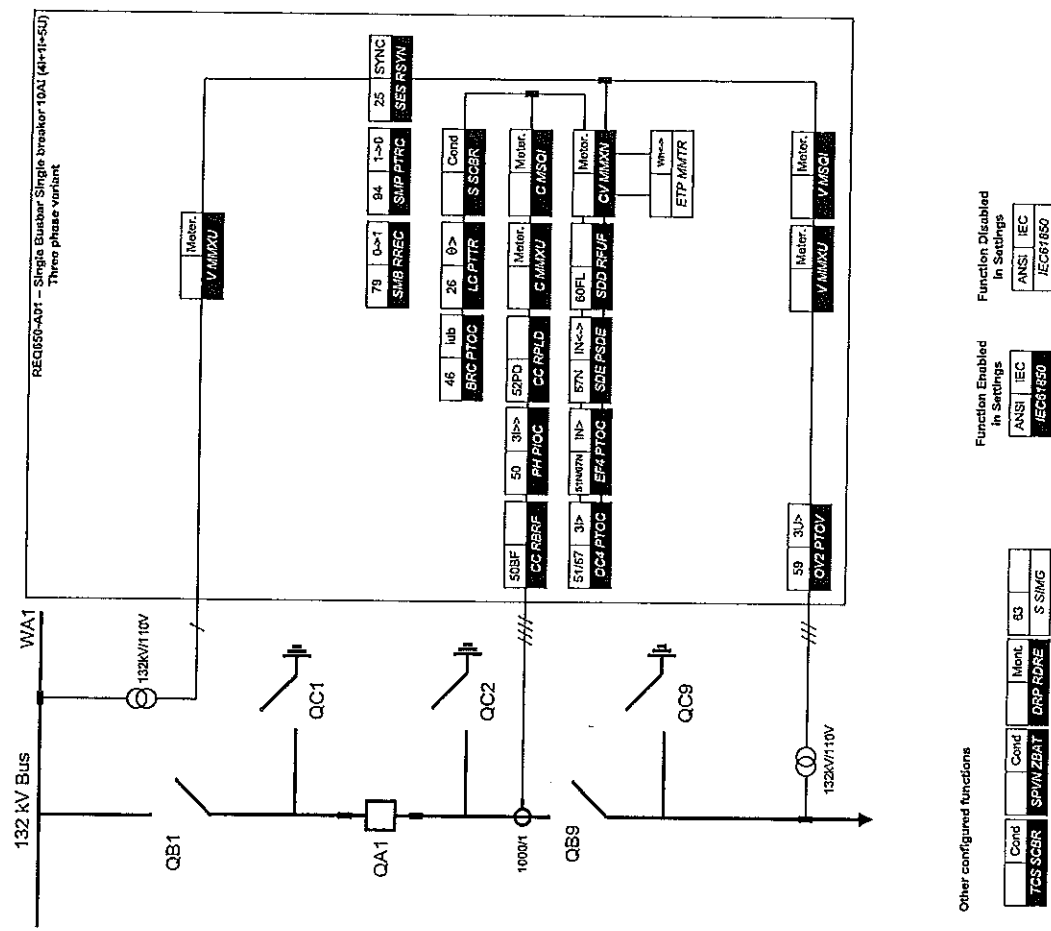 REQ650-A01 – Single Busbar Single breaker 10AI (4I+1I+5U)
Three phase variant
132 kV Bus
WA1
132kV/110V
Meter.
V MMXU
79 0->1
SMB RREC
94 1->0
SMP PTRC
25 SYNC
SES RSYN
QB1
QC1
46 Iub
BRC PTOC
26 θ>
LC PTTR
Cond
S SCBR
QA1
QC2
50BF
CC RBRF
50 3I>>
PH PIOC
52PD
CC RPLD
Meter.
C MMXU
Meter.
C MSQI
1000/1
51/67 3I>
OC4 PTOC
51N/67N IN>
EF4 PTOC
67N IN<->
SDE PSDE
60FL
SDD RFUF
Meter.
CV MMXN
QB9
QC9
Wh<->
ETP MMTR
132kV/110V
59 3U>
OV2 PTOV
Meter.
V MMXU
Meter.
V MSQI
Other configured functions
Cond
TCS SCBR
Cond
SPVN ZBAT
Mont.
DRP RDRE
63
S SIMG
Function Enabled
in Settings
ANSI IEC
IEC61850
Function Disabled
in Settings
ANSI IEC
IEC61850